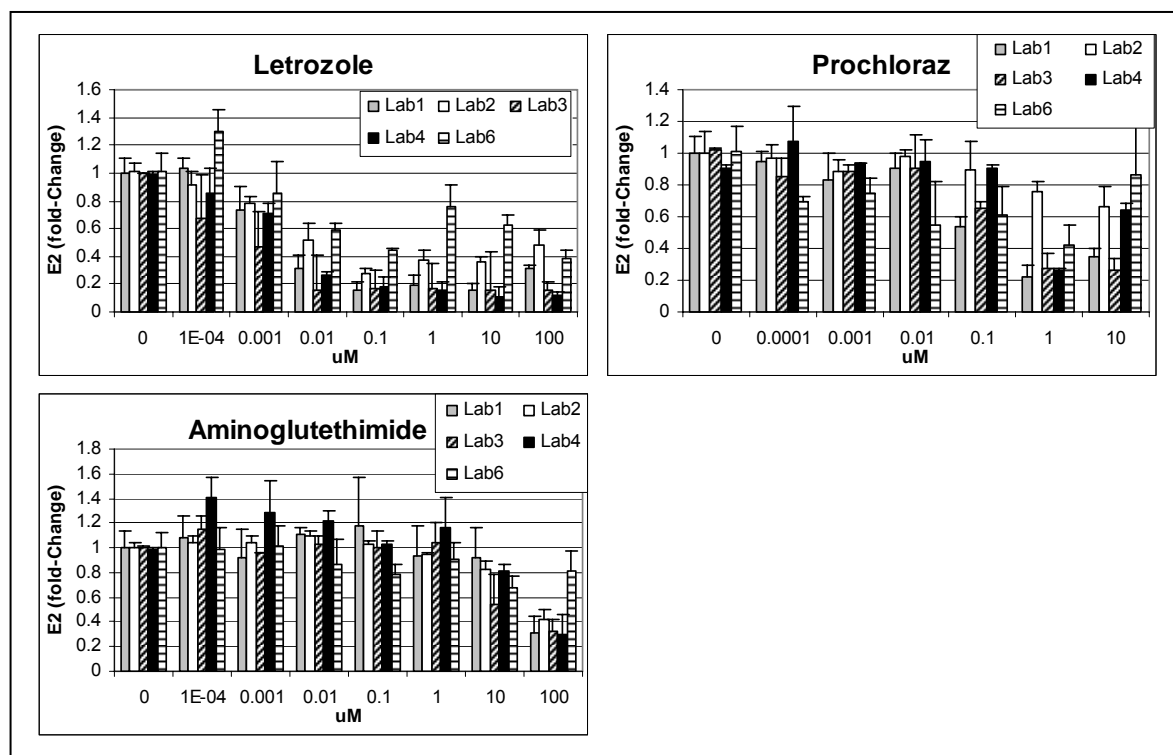 Letrozole
Lab1 Lab2 Lab3
Lab4 Lab6
E2 (fold-Change)
1.6
1.4
1.2
1
0.8
0.6
0.4
0.2
0
0 1E-04 0.001 0.01 0.1 1 10 100
uM
Prochloraz
Lab1 Lab2
Lab3 Lab4
Lab6
E2 (fold-Change)
1.4
1.2
1
0.8
0.6
0.4
0.2
0
0 0.0001 0.001 0.01 0.1 1 10
uM
Aminoglutethimide
Lab1 Lab2
Lab3 Lab4
Lab6
E2 (fold-Change)
1.8
1.6
1.4
1.2
1
0.8
0.6
0.4
0.2
0
0 1E-04 0.001 0.01 0.1 1 10 100
uM